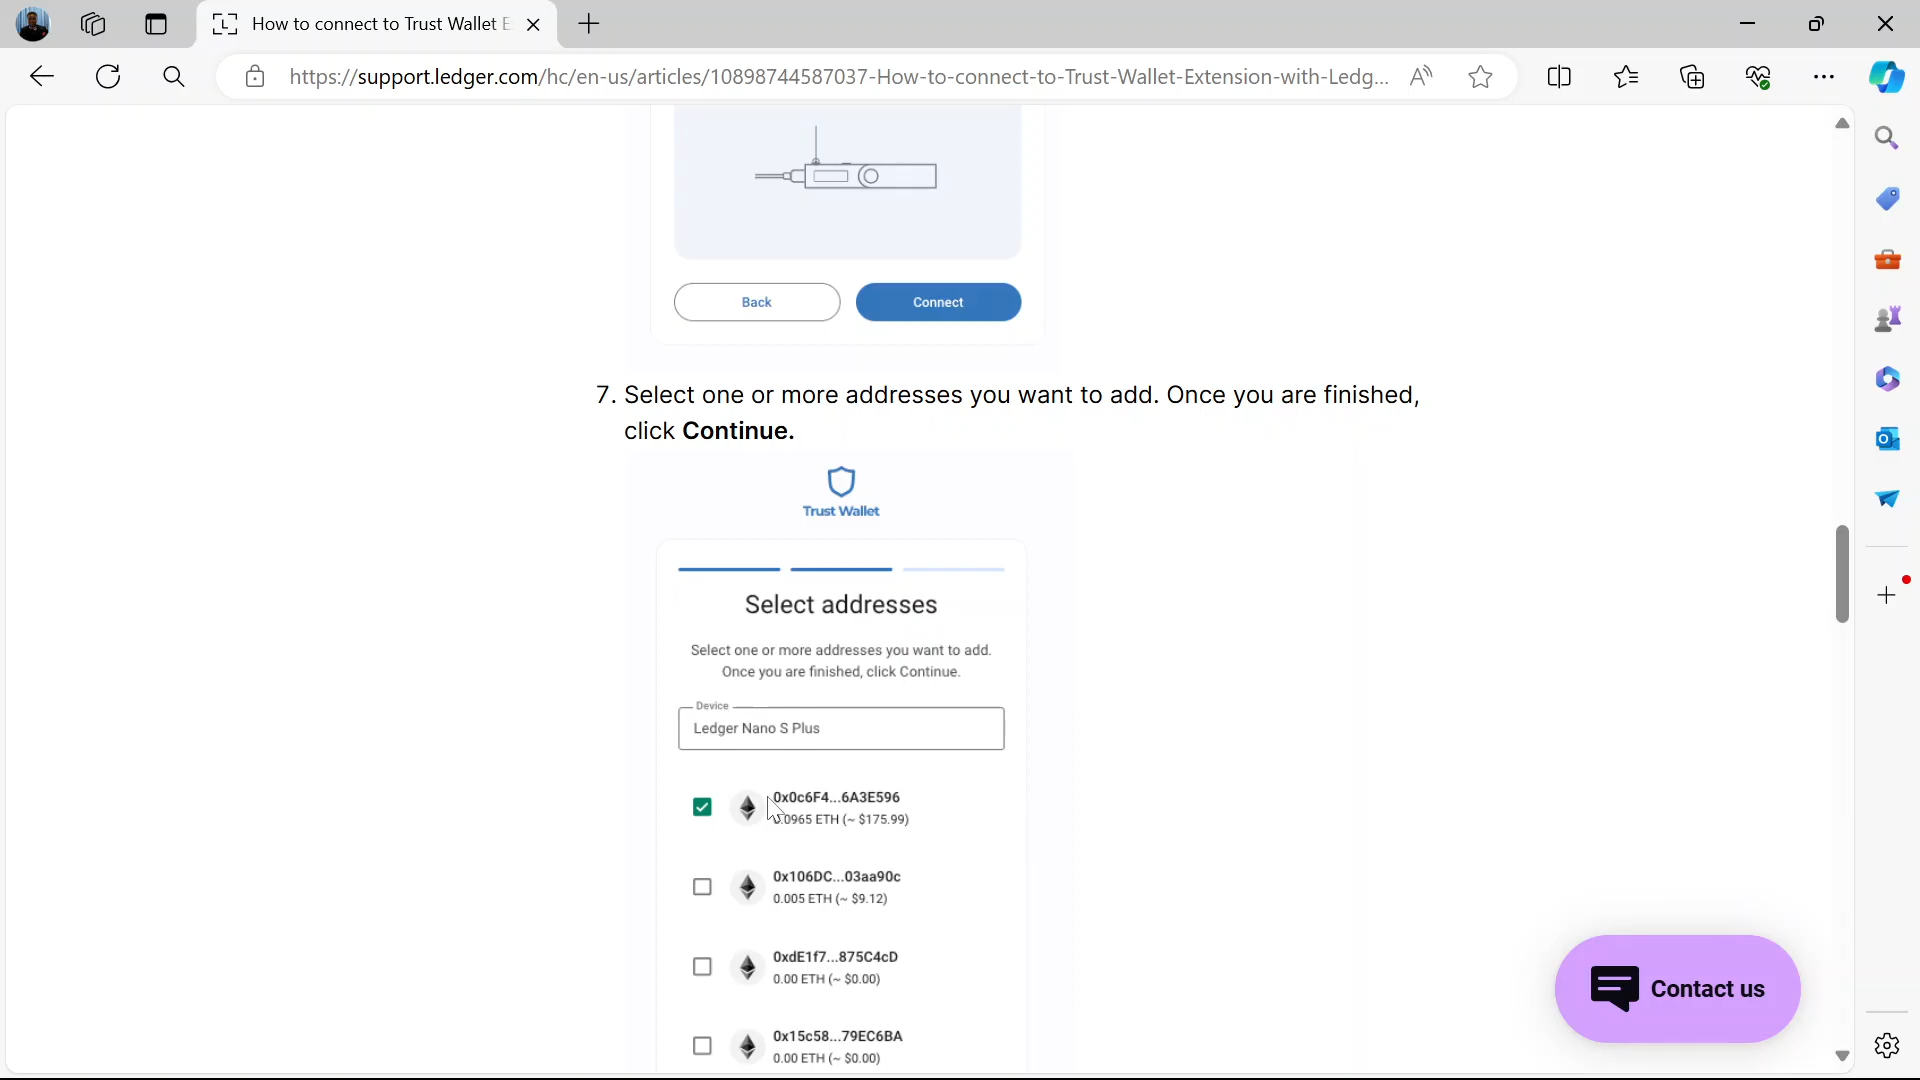 How to connect to Trust Wallet E
https://support.ledger.com/hc/en-us/articles/10898744587037-How-to-connect-to-Trust-Wallet-Extension-with-Ledg...
Back
Connect
7. Select one or more addresses you want to add. Once you are finished,
click Continue.
Trust Wallet
Select addresses
Select one or more addresses you want to add.
Once you are finished, click Continue.
Device
Ledger Nano S Plus
0x0c6F4...6A3E596
0.0965 ETH (~ $175.99)
0x106DC...03aa90c
0.005 ETH (~ $9.12)
0xdE1f7...875C4cD
0.00 ETH (~ $0.00)
0x15c58...79EC6BA
0.00 ETH (~ $0.00)
Contact us